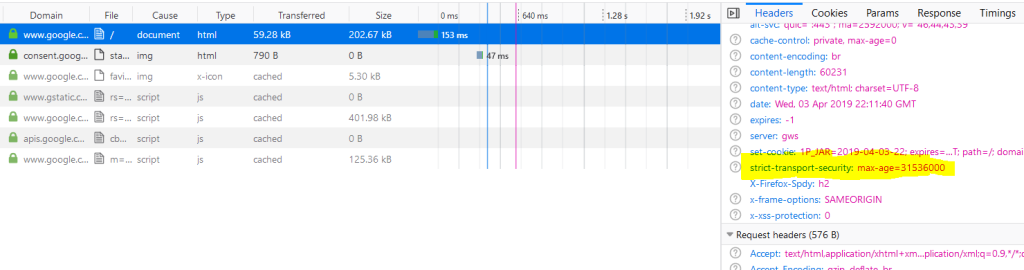 Domain File Cause Type Transferred Size 0 ms 640 ms 1.28 s 1.92 s
www.google.c... / document html 59.28 kB 202.67 kB 153 ms
consent.goog... sta... img html 790 B 0 B 47 ms
www.google.c... favi... img x-icon cached 5.30 kB
www.gstatic.c... rs=... script js cached 0 B
www.google.c... rs=... script js cached 401.98 kB
apis.google.c... cb... script js cached 0 B
www.google.c... m=... script js cached 125.36 kB
Headers Cookies Params Response Timings
alt-svc: quic=":443"; ma=2592000; v="46,44,43,39"
cache-control: private, max-age=0
content-encoding: br
content-length: 60231
content-type: text/html; charset=UTF-8
date: Wed, 03 Apr 2019 22:11:40 GMT
expires: -1
server: gws
set-cookie: 1P_JAR=2019-04-03-22; expires=...T; path=/; domai
strict-transport-security: max-age=31536000
X-Firefox-Spdy: h2
x-frame-options: SAMEORIGIN
x-xss-protection: 0
Request headers (576 B)
Accept: text/html,application/xhtml+xm...plication/xml;q=0.9,*/*;q
Accept-Encoding: gzip, deflate, br